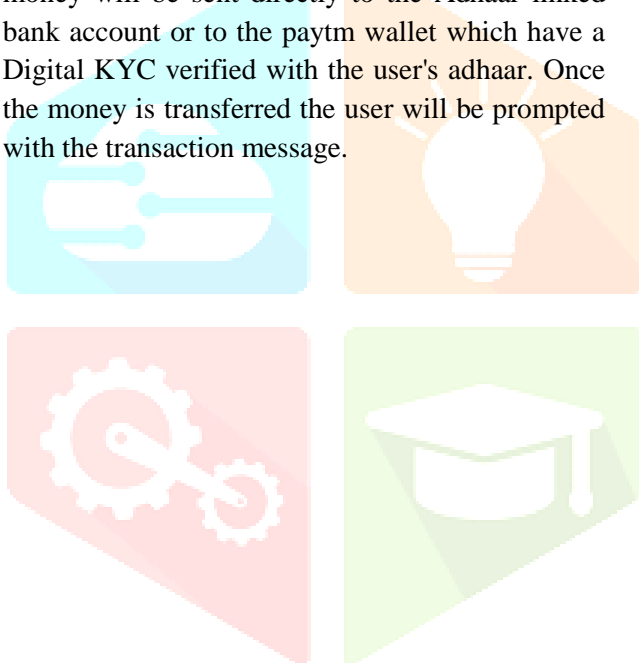 money will be sent directly to the Adhaar linked
bank account or to the paytm wallet which have a
Digital KYC verified with the user's adhaar. Once
the money is transferred the user will be prompted
with the transaction message.